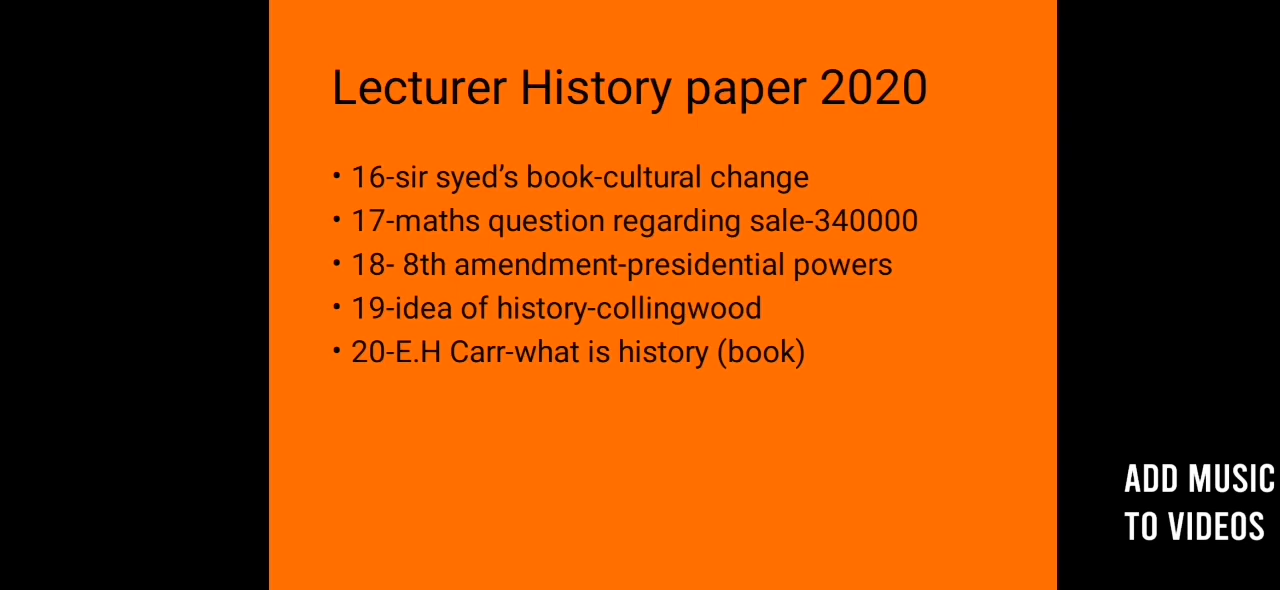 Lecturer History paper 2020
• 16-sir syed’s book-cultural change
• 17-maths question regarding sale-340000
• 18- 8th amendment-presidential powers
• 19-idea of history-collingwood
• 20-E.H Carr-what is history (book)
ADD MUSIC
TO VIDEOS